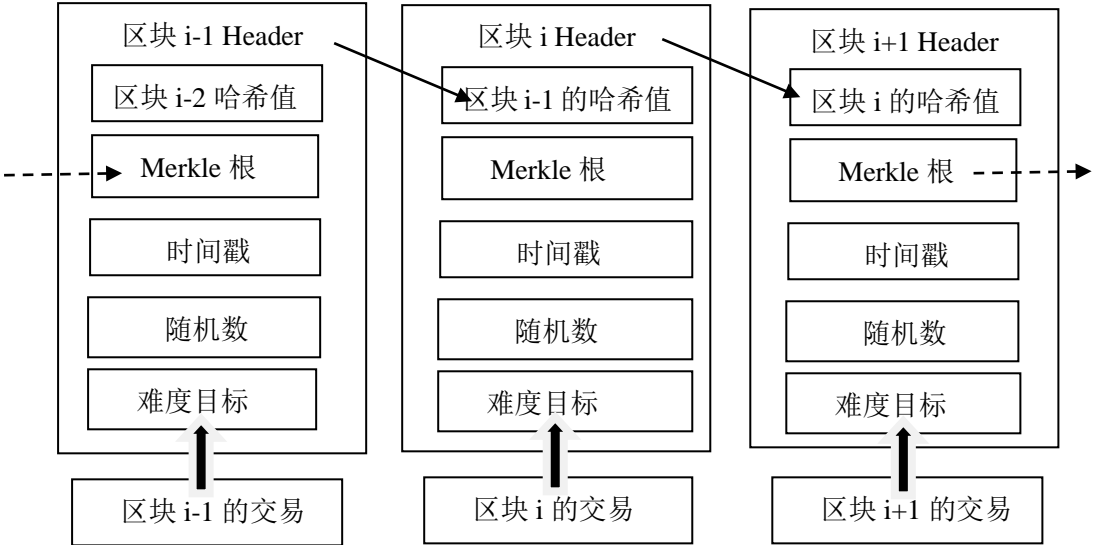 区块 i-1 Header
区块 i-2 哈希值
Merkle 根
时间戳
随机数
难度目标
区块 i-1 的交易
区块 i Header
区块 i-1 的哈希值
Merkle 根
时间戳
随机数
难度目标
区块 i 的交易
区块 i+1 Header
区块 i 的哈希值
Merkle 根
时间戳
随机数
难度目标
区块 i+1 的交易